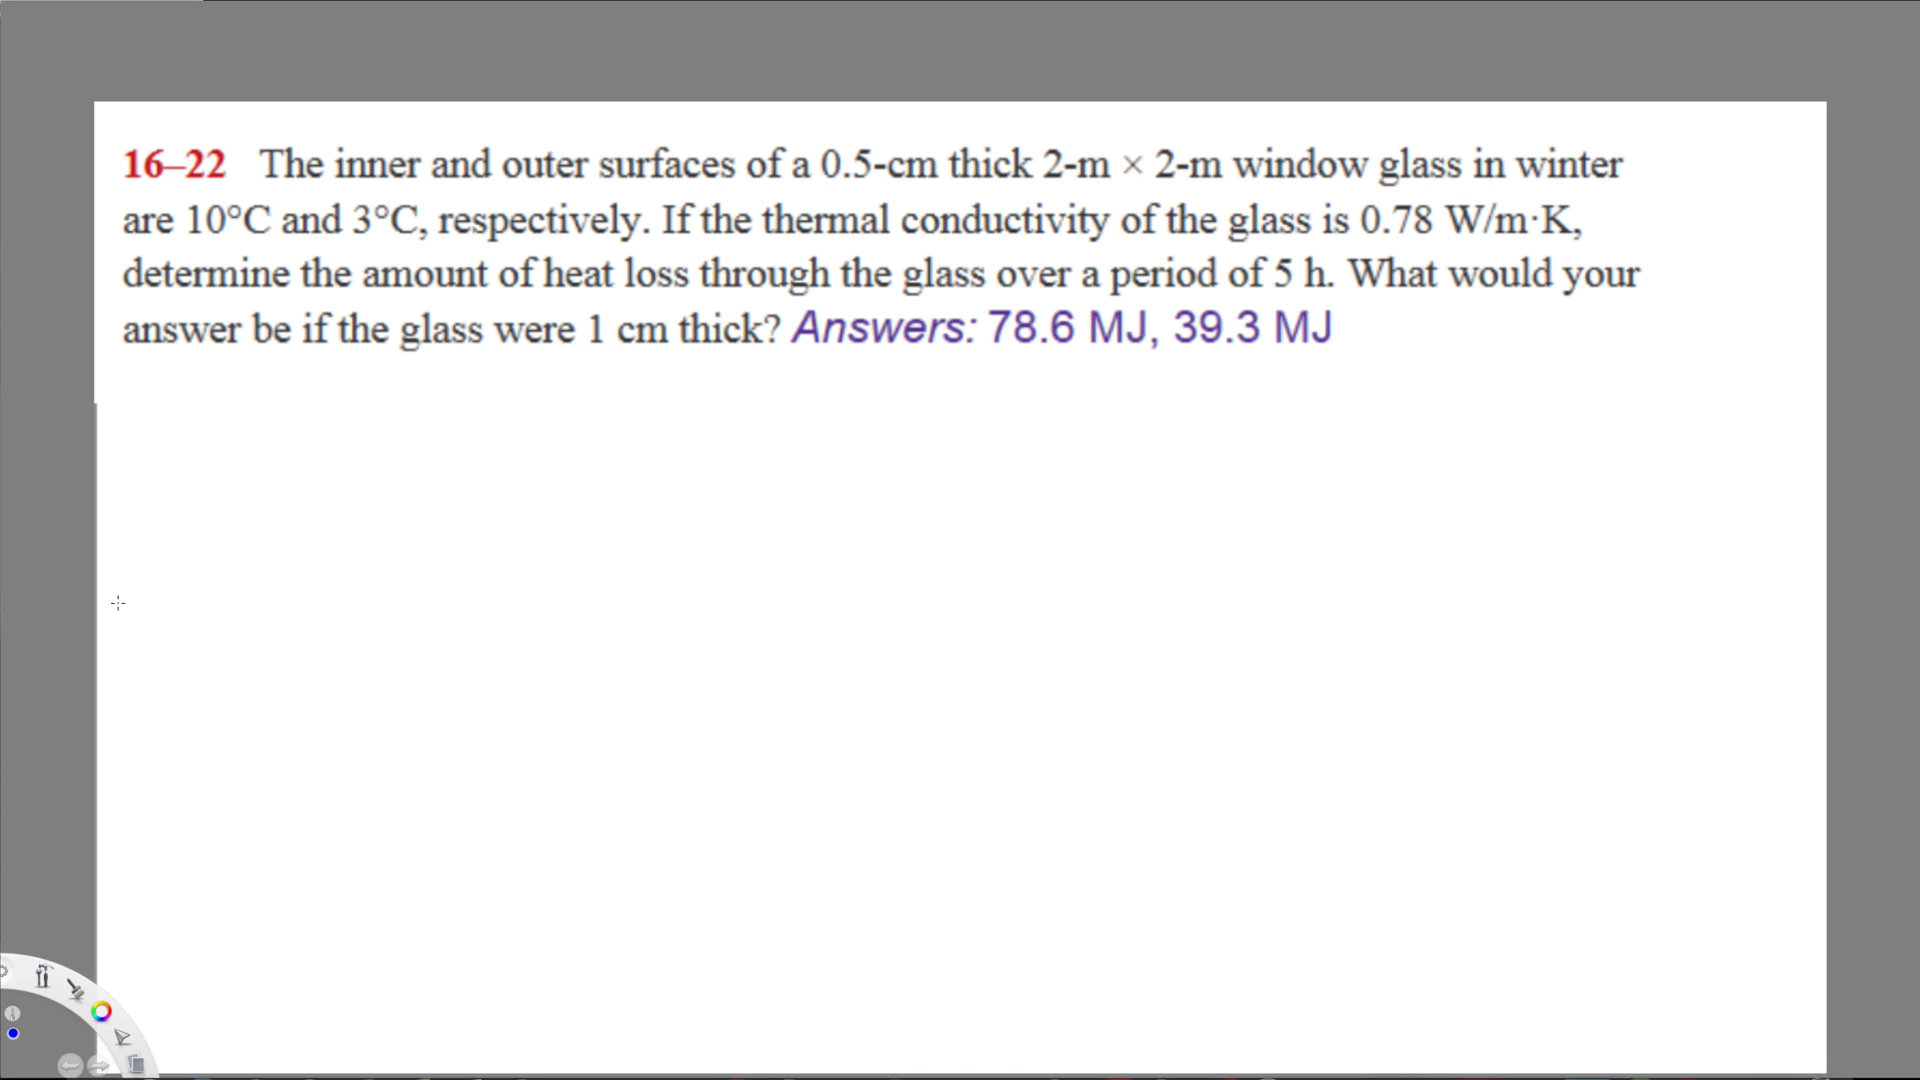 16–22 The inner and outer surfaces of a 0.5-cm thick 2-m × 2-m window glass in winter
are 10°C and 3°C, respectively. If the thermal conductivity of the glass is 0.78 W/m·K,
determine the amount of heat loss through the glass over a period of 5 h. What would your
answer be if the glass were 1 cm thick? Answers: 78.6 MJ, 39.3 MJ